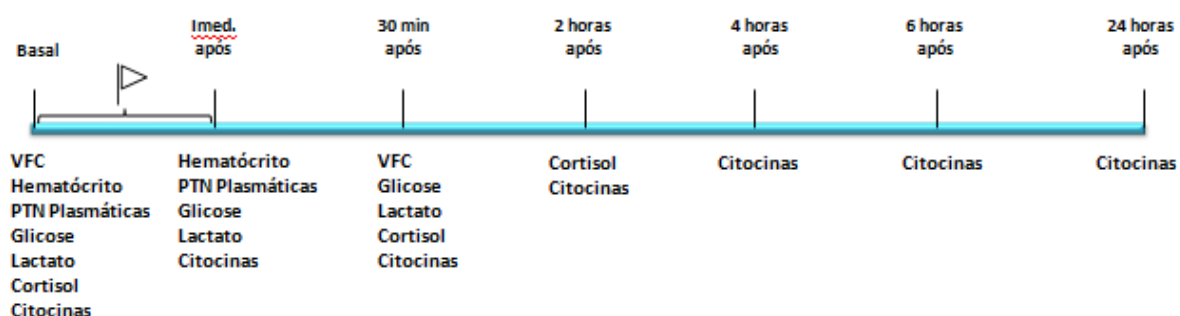 Basal
Imed.
após
30 min
após
2 horas
após
4 horas
após
6 horas
após
24 horas
após
VFC
Hematócrito
PTN Plasmáticas
Glicose
Lactato
Cortisol
Citocinas
Hematócrito
PTN Plasmáticas
Glicose
Lactato
Citocinas
VFC
Glicose
Lactato
Cortisol
Citocinas
Cortisol
Citocinas
Citocinas
Citocinas
Citocinas